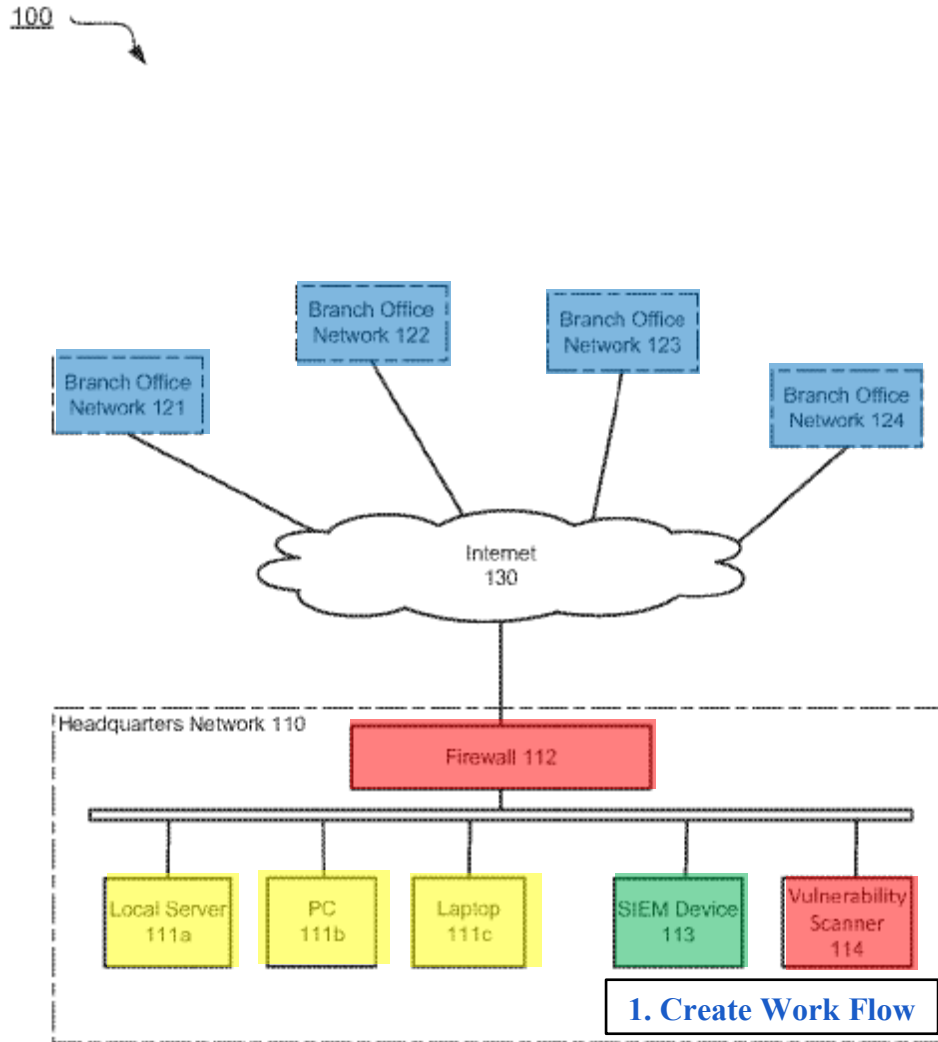 100
Branch Office
Network 122
Branch Office
Network 123
Branch Office
Network 121
Branch Office
Network 124
Internet
130
Headquarters Network 110
Firewall 112
Local Server
111a
PC
111b
Laptop
111c
SIEM Device
113
Vulnerability
Scanner
114
1. Create Work Flow